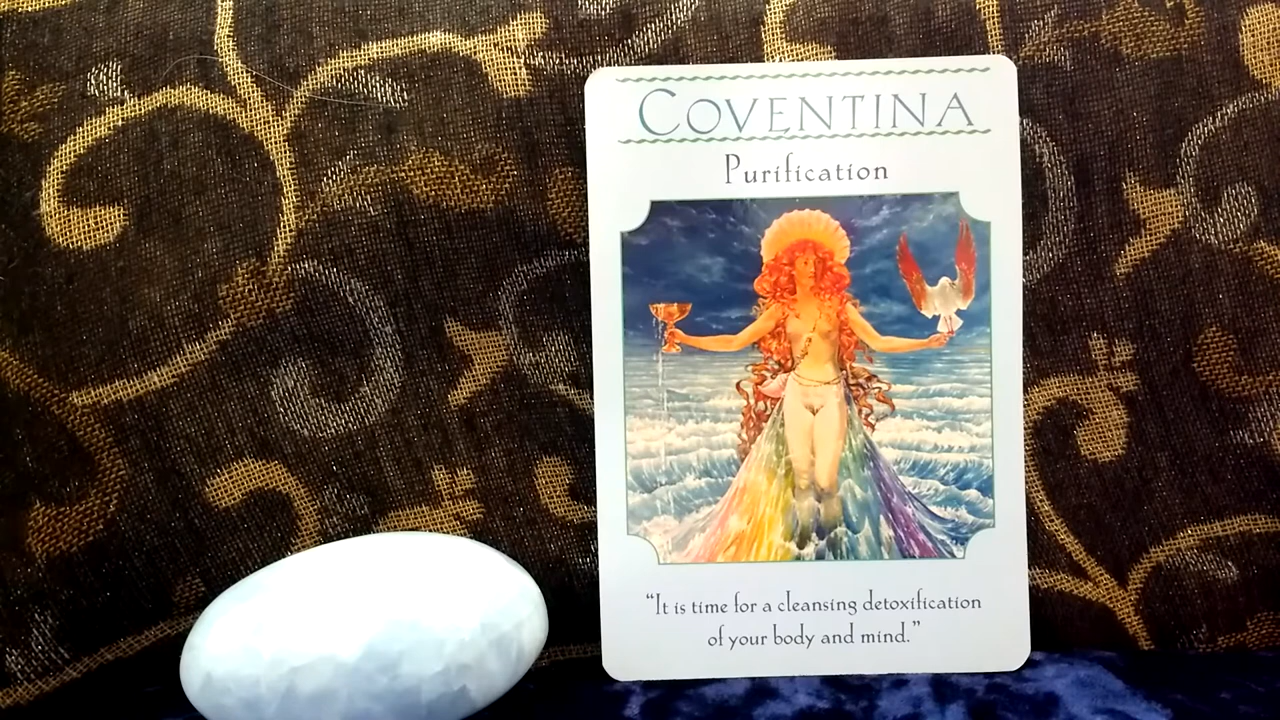 COVENTINA
Purification
“It is time for a cleansing detoxification
of your body and mind.”